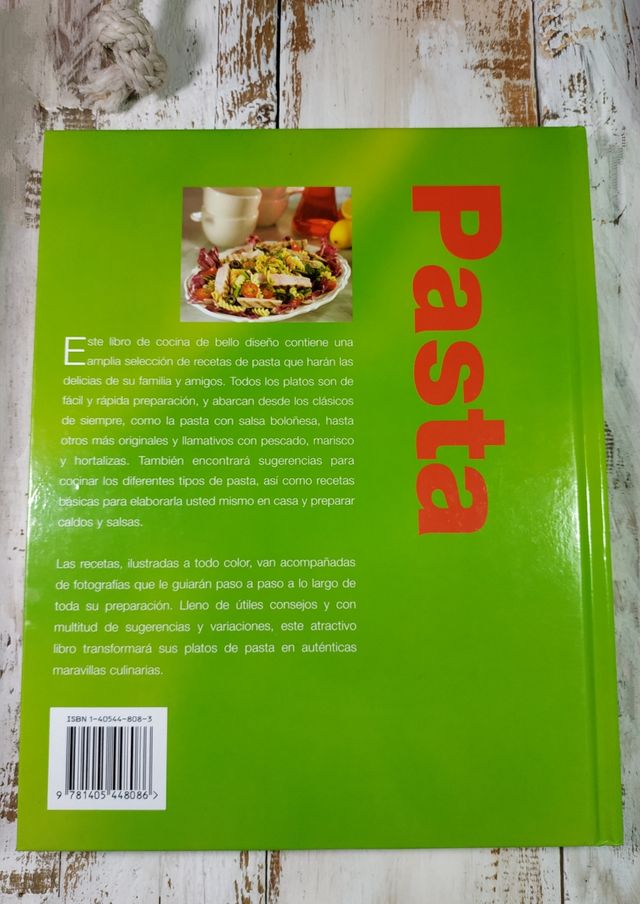 Pasta
Este libro de cocina de bello diseño contiene una
amplia selección de recetas de pasta que harán las
delicias de su familia y amigos. Todos los platos son de
fácil y rápida preparación, y abarcan desde los clásicos
de siempre, como la pasta con salsa boloñesa, hasta
otros más originales y llamativos con pescado, marisco
y hortalizas. También encontrará sugerencias para
cocinar los diferentes tipos de pasta, así como recetas
básicas para elaborarla usted mismo en casa y preparar
caldos y salsas.
Las recetas, ilustradas a todo color, van acompañadas
de fotografías que le guiarán paso a paso a lo largo de
toda su preparación. Lleno de útiles consejos y con
multitud de sugerencias y variaciones, este atractivo
libro transformará sus platos de pasta en auténticas
maravillas culinarias.
ISBN 1-40544-808-3
9 781405 448086 >